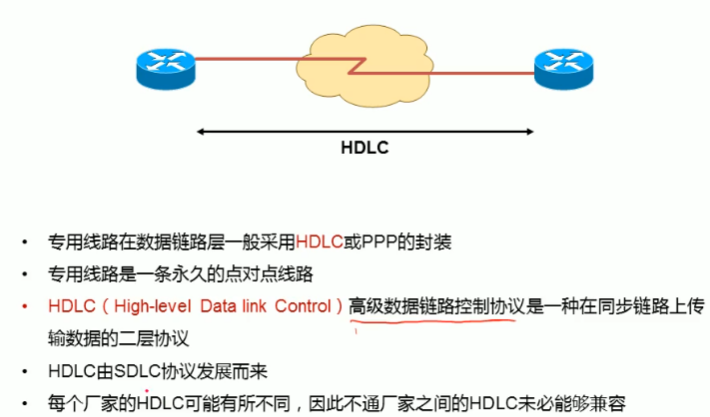 HDLC
• 专用线路在数据链路层一般采用HDLC或PPP的封装
• 专用线路是一条永久的点对点线路
• HDLC（High-level Data link Control）高级数据链路控制协议是一种在同步链路上传
输数据的二层协议
• HDLC由SDLC协议发展而来
• 每个厂家的HDLC可能有所不同，因此不通厂家之间的HDLC未必能够兼容